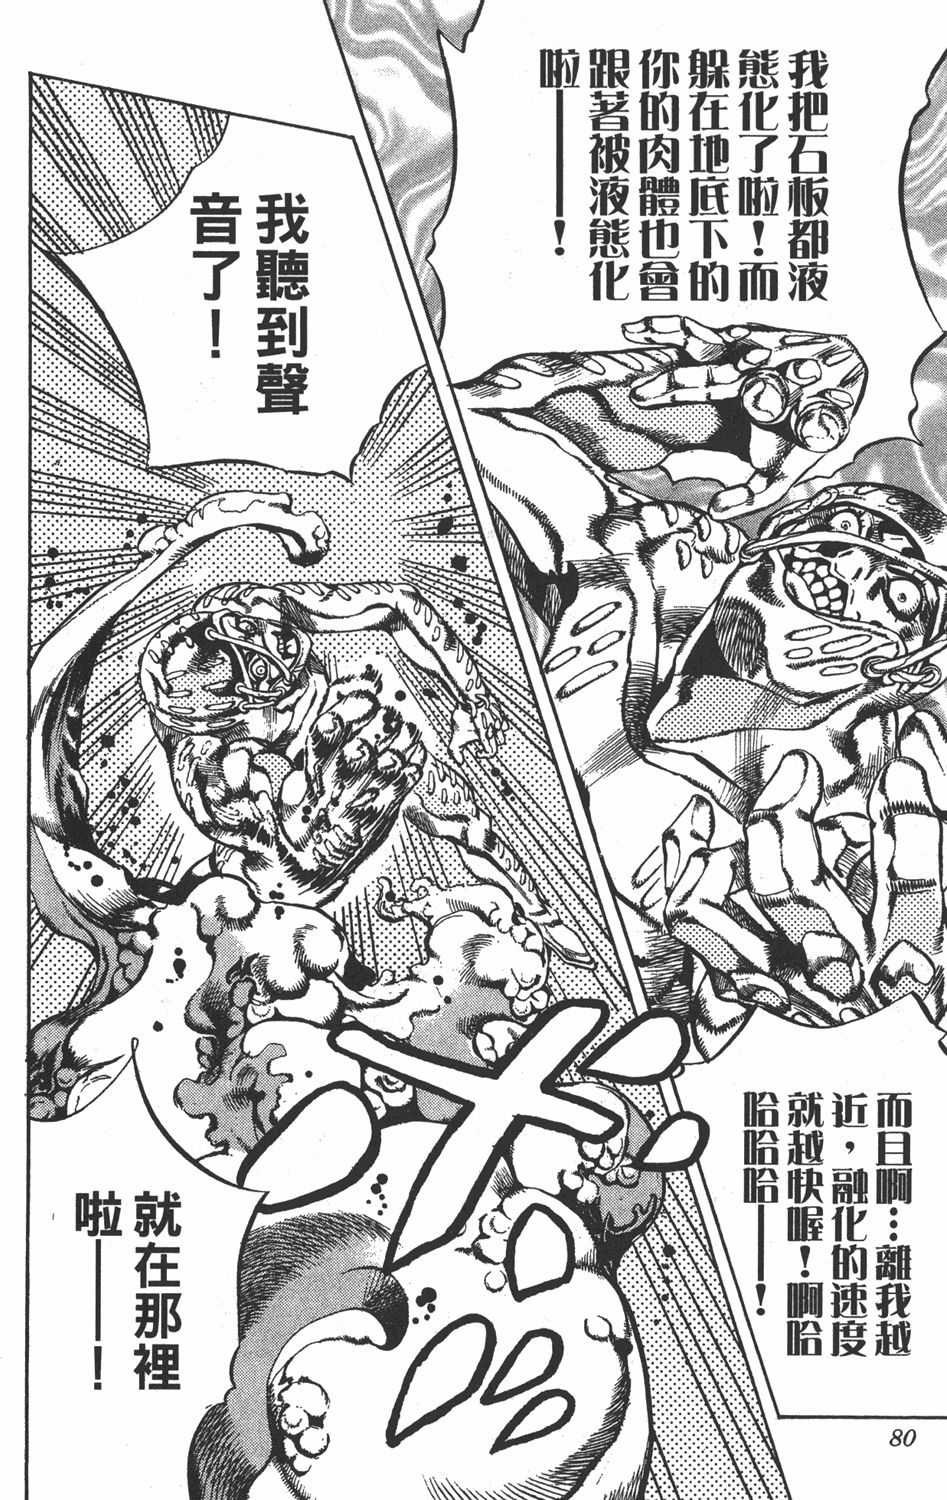 我把石板都液
態化了啦！而
躲在地底下的
你的肉體也會
跟著被液態化
啦——！
而且啊…離我越
近，融化的速度
就越快喔！啊哈
哈哈哈——！
我聽到聲
音了！
就在那裡
啦——！
80